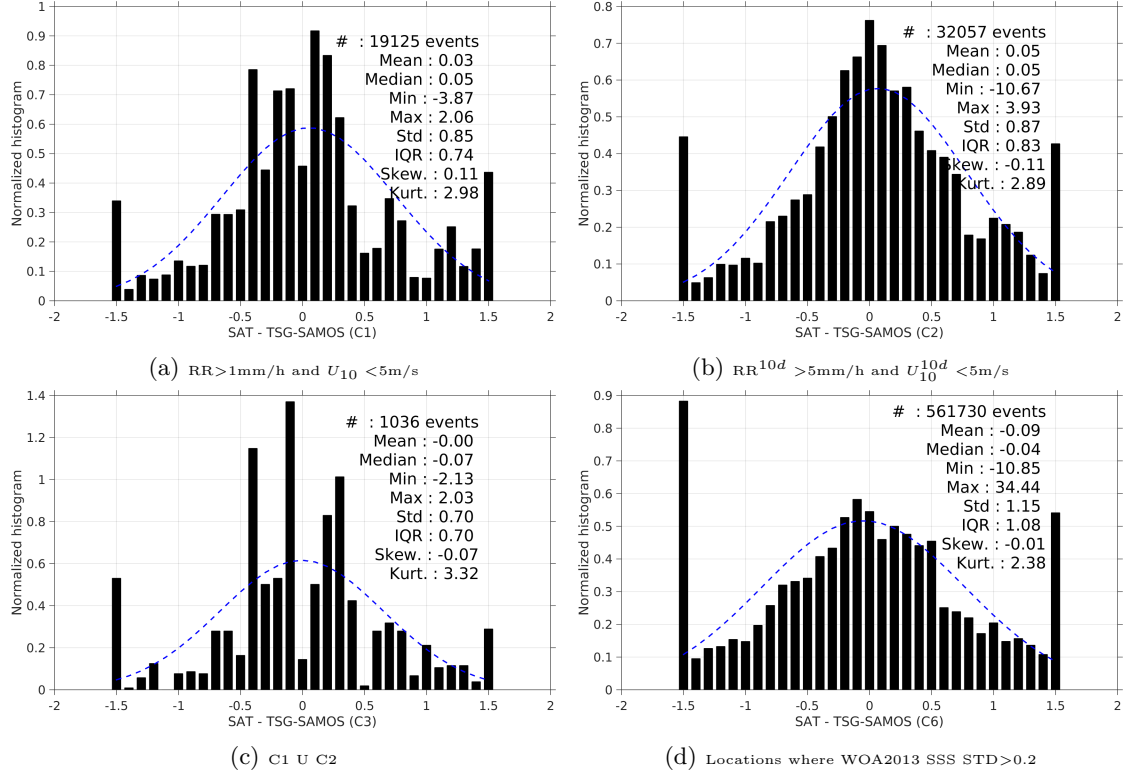 1
0.9
0.8
0.7
0.6
0.5
0.4
0.3
0.2
0.1
0
Normalized histogram
# : 19125 events
Mean : 0.03
Median : 0.05
Min : -3.87
Max : 2.06
Std : 0.85
IQR : 0.74
Skew. : 0.11
Kurt. : 2.98
-2 -1.5 -1 -0.5 0 0.5 1 1.5 2
SAT - TSG-SAMOS (C1)
(a) RR>1mm/h and U10 <5m/s
0.8
0.7
0.6
0.5
0.4
0.3
0.2
0.1
0
Normalized histogram
# : 32057 events
Mean : 0.05
Median : 0.05
Min : -10.67
Max : 3.93
Std : 0.87
IQR : 0.83
Skew. : -0.11
Kurt. : 2.89
-2 -1.5 -1 -0.5 0 0.5 1 1.5 2
SAT - TSG-SAMOS (C2)
(b) RR10d >5mm/h and U10 10d <5m/s
1.4
1.2
1
0.8
0.6
0.4
0.2
0
Normalized histogram
# : 1036 events
Mean : -0.00
Median : -0.07
Min : -2.13
Max : 2.03
Std : 0.70
IQR : 0.70
Skew. : -0.07
Kurt. : 3.32
-2 -1.5 -1 -0.5 0 0.5 1 1.5 2
SAT - TSG-SAMOS (C3)
(c) C1 U C2
0.9
0.8
0.7
0.6
0.5
0.4
0.3
0.2
0.1
0
Normalized histogram
# : 561730 events
Mean : -0.09
Median : -0.04
Min : -10.85
Max : 34.44
Std : 1.15
IQR : 1.08
Skew. : -0.01
Kurt. : 2.38
-2 -1.5 -1 -0.5 0 0.5 1 1.5 2
SAT - TSG-SAMOS (C6)
(d) Locations where WOA2013 SSS STD>0.2